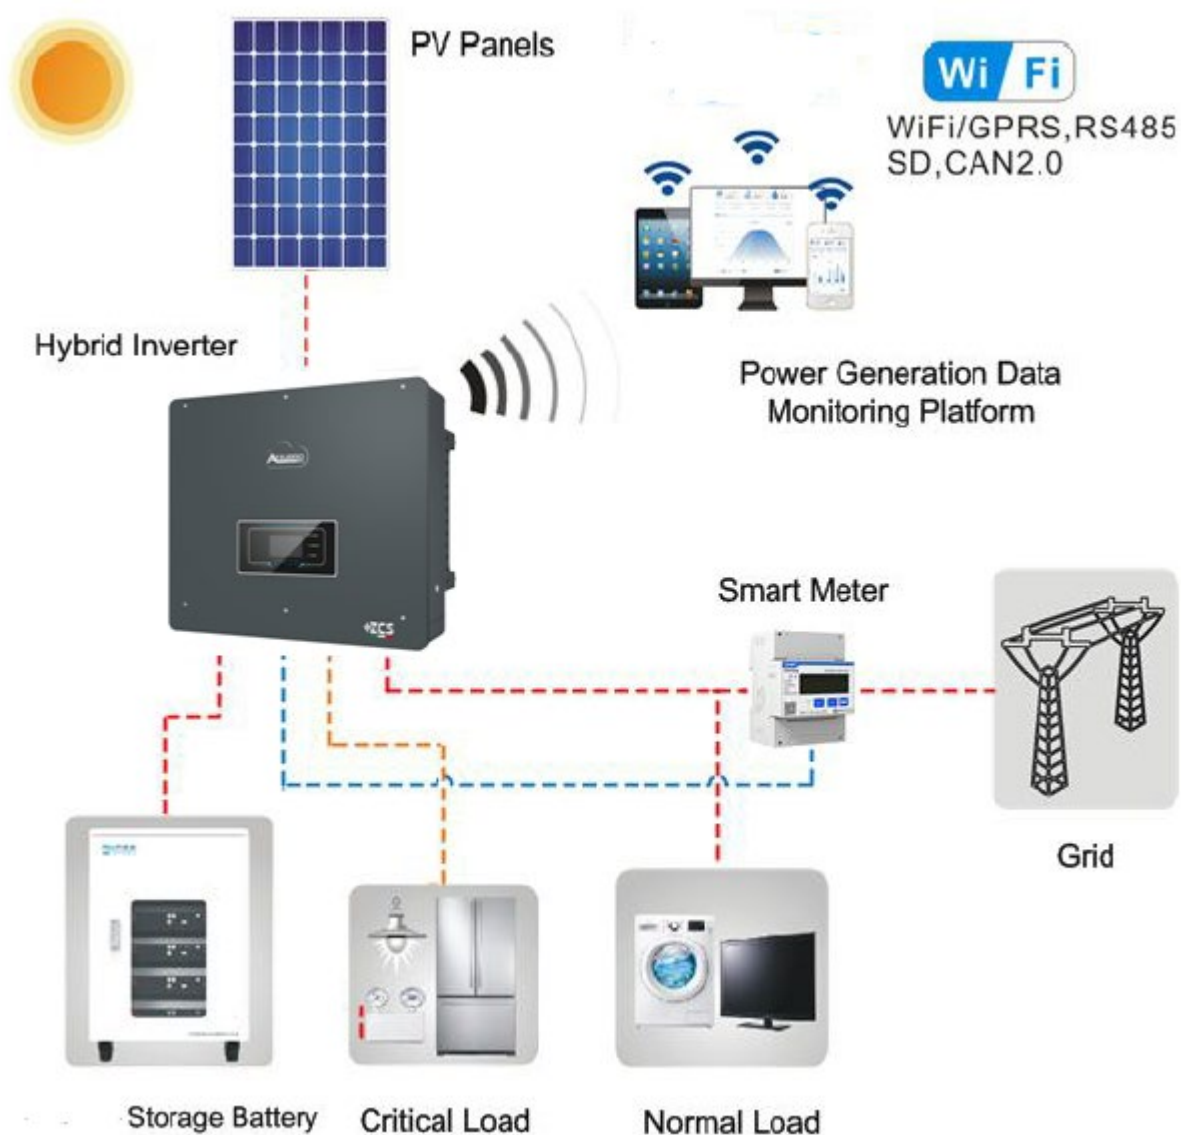 PV Panels
Wi Fi
WiFi/GPRS,RS485
SD,CAN2.0
Hybrid Inverter
Power Generation Data
Monitoring Platform
ZCS
Smart Meter
Grid
Storage Battery
Critical Load
Normal Load